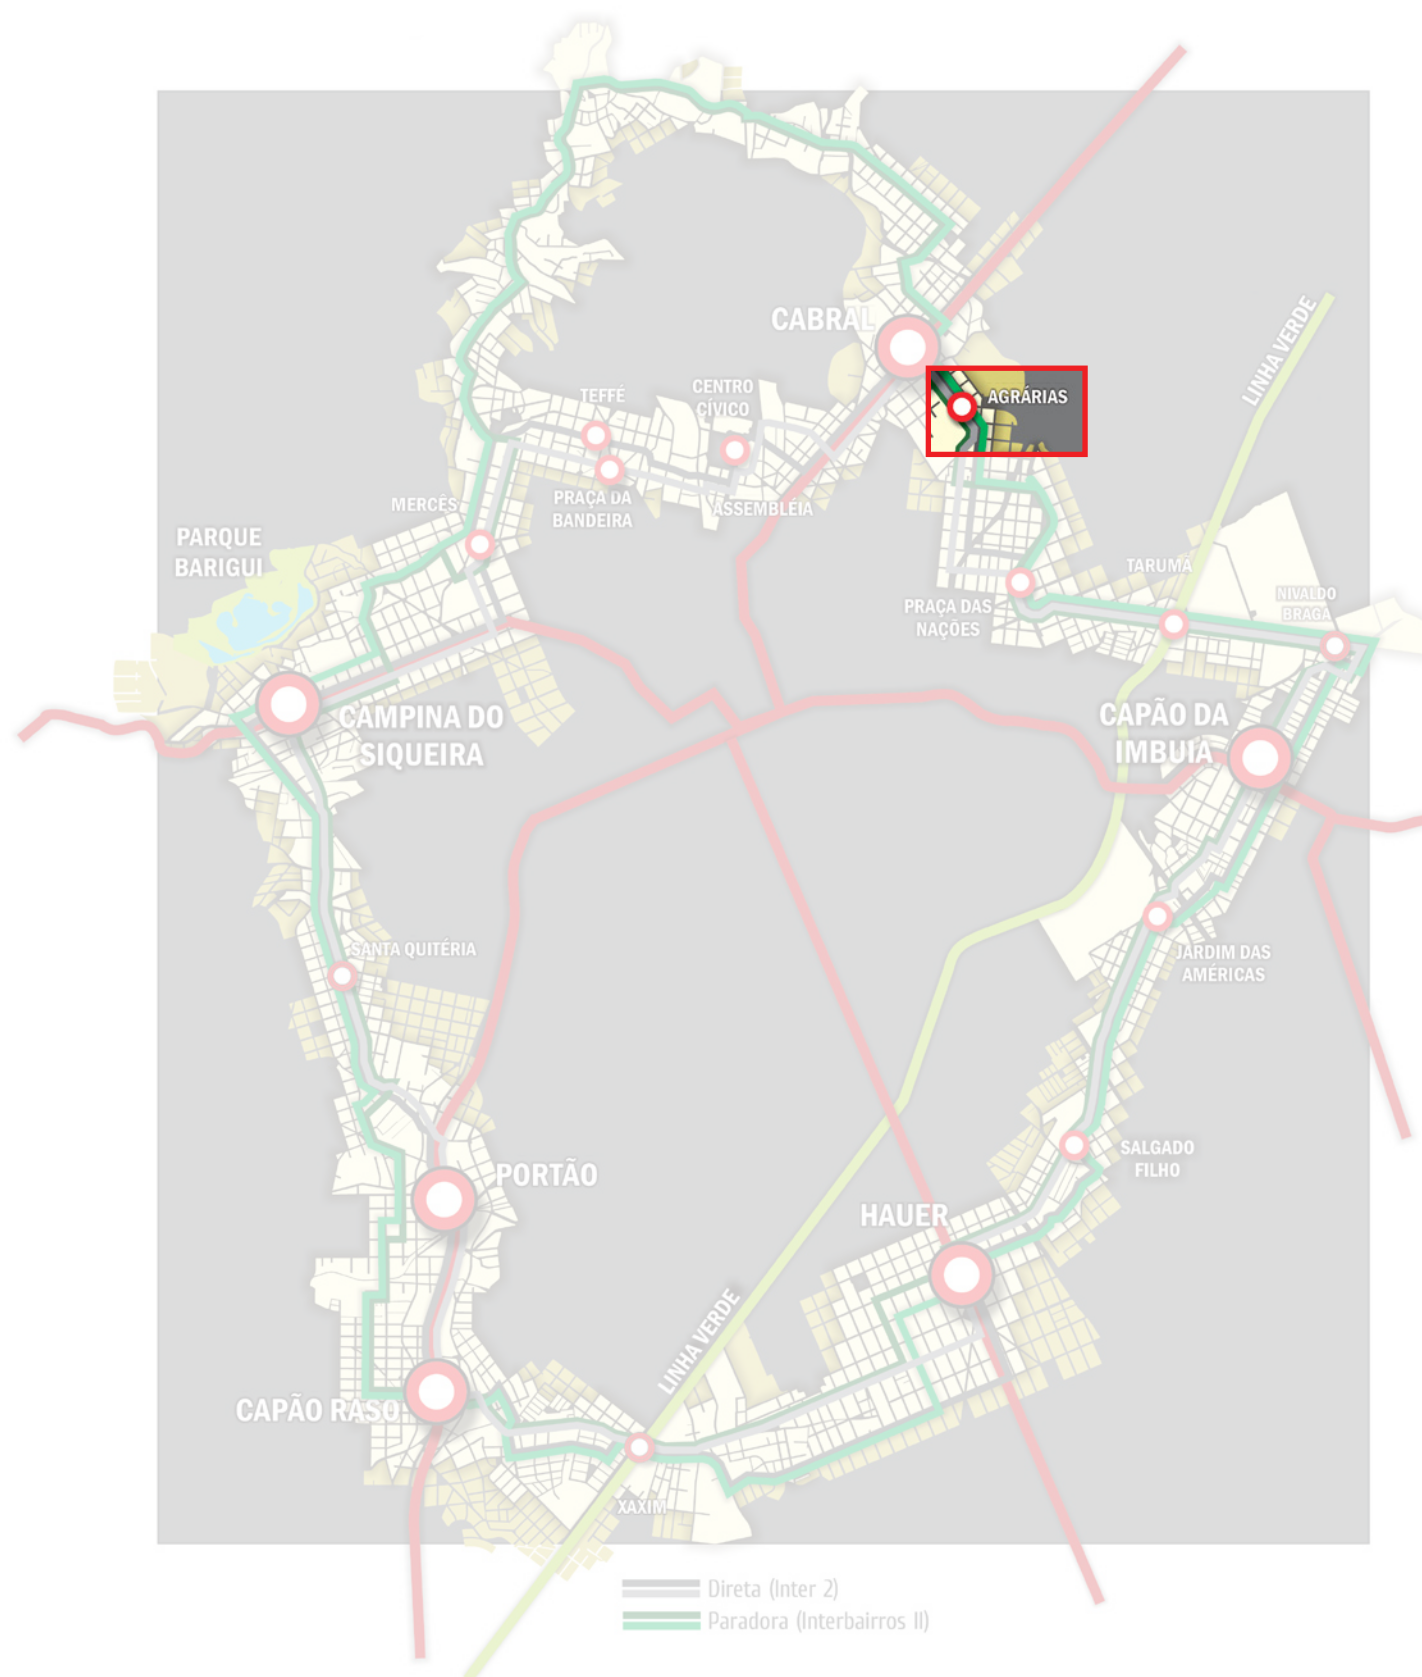 CABRAL
LINHA VERDE
AGRÁRIAS
CENTRO
CÍVICO
TEFFÉ
MERCÊS
PRAÇA DA
BANDEIRA
ASSEMBLÉIA
PARQUE
BARIGUI
TARUMÃ
NIVALDO
BRAGA
PRAÇA DAS
NAÇÕES
CAMPINA DO
SIQUEIRA
CAPÃO DA
IMBUIA
SANTA QUITÉRIA
JARDIM DAS
AMÉRICAS
SALGADO
FILHO
PORTÃO
HAUER
LINHA VERDE
CAPÃO RASO
XAXIM
Direta (Inter 2)
Paradora (Interbairros II)